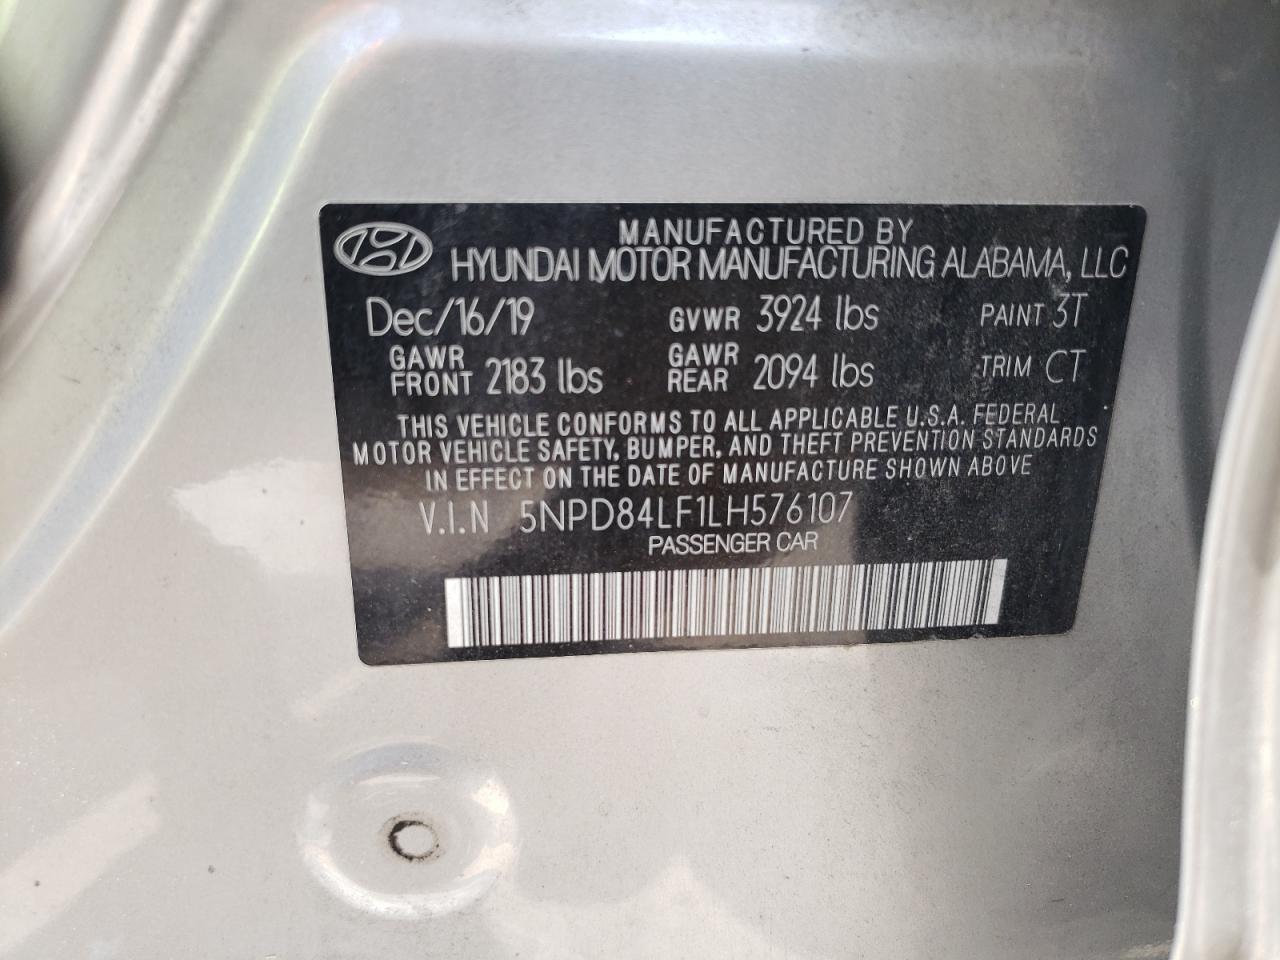 MANUFACTURED BY
HYUNDAI MOTOR MANUFACTURING ALABAMA, LLC
Dec/16/19 GVWR 3924 lbs PAINT 3T
GAWR FRONT 2183 lbs GAWR REAR 2094 lbs TRIM CT
THIS VEHICLE CONFORMS TO ALL APPLICABLE U.S.A. FEDERAL
MOTOR VEHICLE SAFETY, BUMPER, AND THEFT PREVENTION STANDARDS
IN EFFECT ON THE DATE OF MANUFACTURE SHOWN ABOVE
V.I.N 5NPD84LF1LH576107
PASSENGER CAR